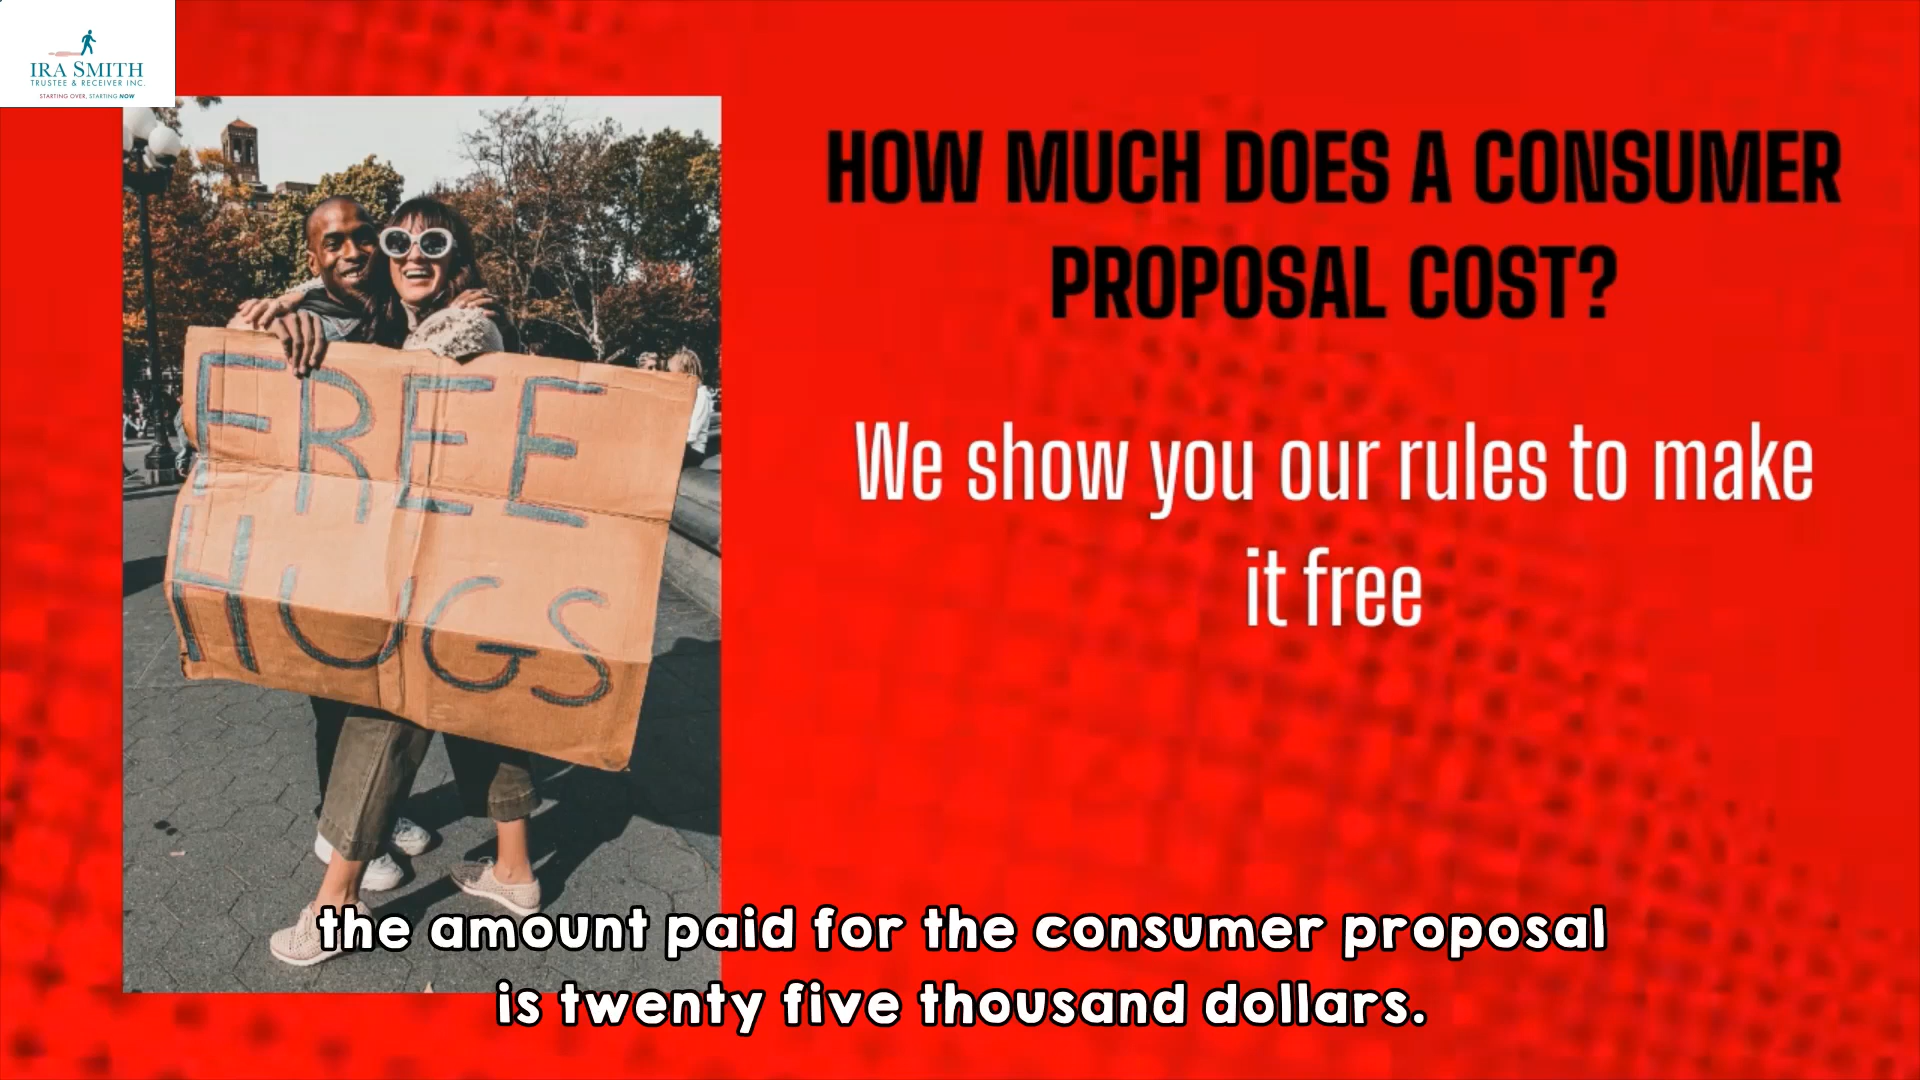 IRA SMITH
TRUSTEE & RECEIVER INC.
STARTING OVER, STARTING NOW
HOW MUCH DOES A CONSUMER
PROPOSAL COST?
We show you our rules to make
it free
FREE
HUGS
the amount paid for the consumer proposal
is twenty five thousand dollars.